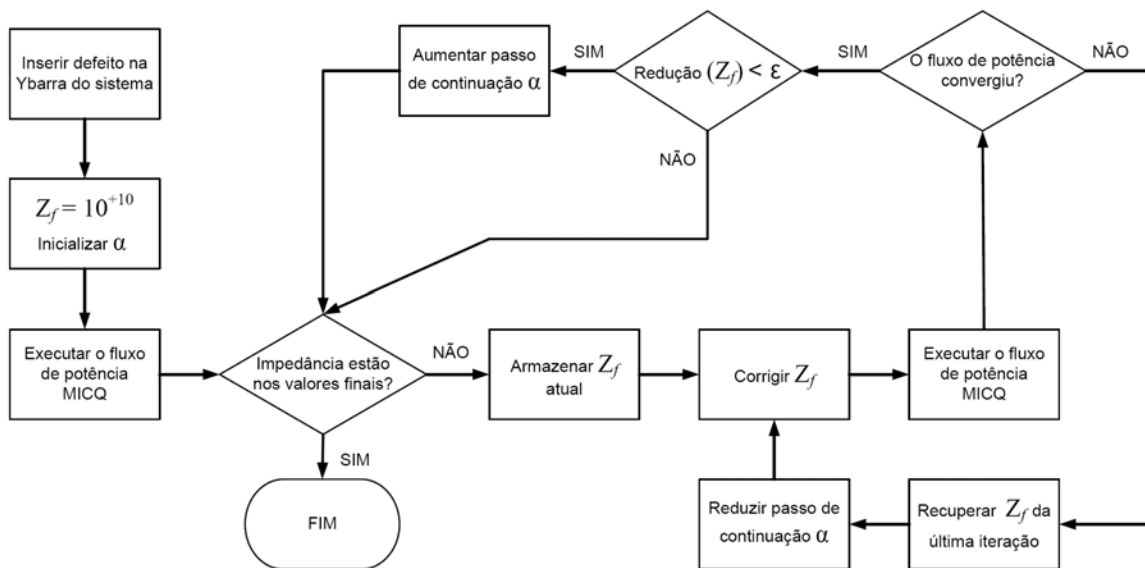 Inserir defeito na
Ybarra do sistema
Z_f = 10^{+10}
Inicializar α
Executar o fluxo
de potência
MICQ
Impedância estão
nos valores finais?
SIM
FIM
NÃO
Armazenar Z_f
atual
Corrigir Z_f
Executar o fluxo
de potência
MICQ
O fluxo de potência
convergiu?
NÃO
SIM
Redução (Z_f) < ε
SIM
NÃO
Aumentar passo
de continuação α
Recuperar Z_f da
última iteração
Reduzir passo de
continuação α